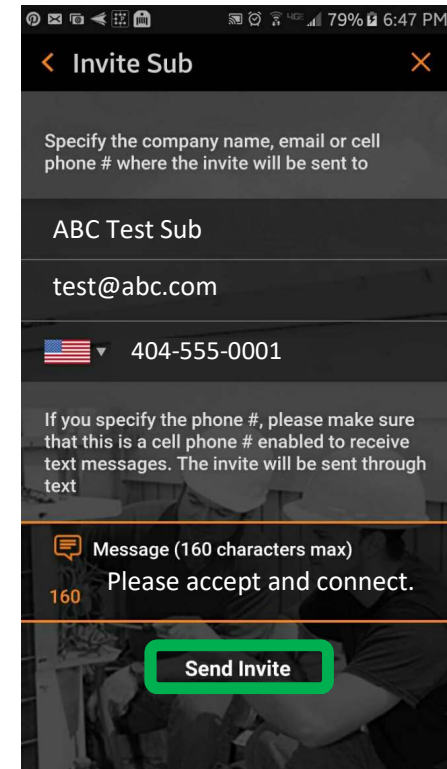 79% 6:47 PM
Invite Sub
Specify the company name, email or cell
phone # where the invite will be sent to
ABC Test Sub
test@abc.com
404-555-0001
If you specify the phone #, please make sure
that this is a cell phone # enabled to receive
text messages. The invite will be sent through
text
Message (160 characters max)
160 Please accept and connect.
Send Invite